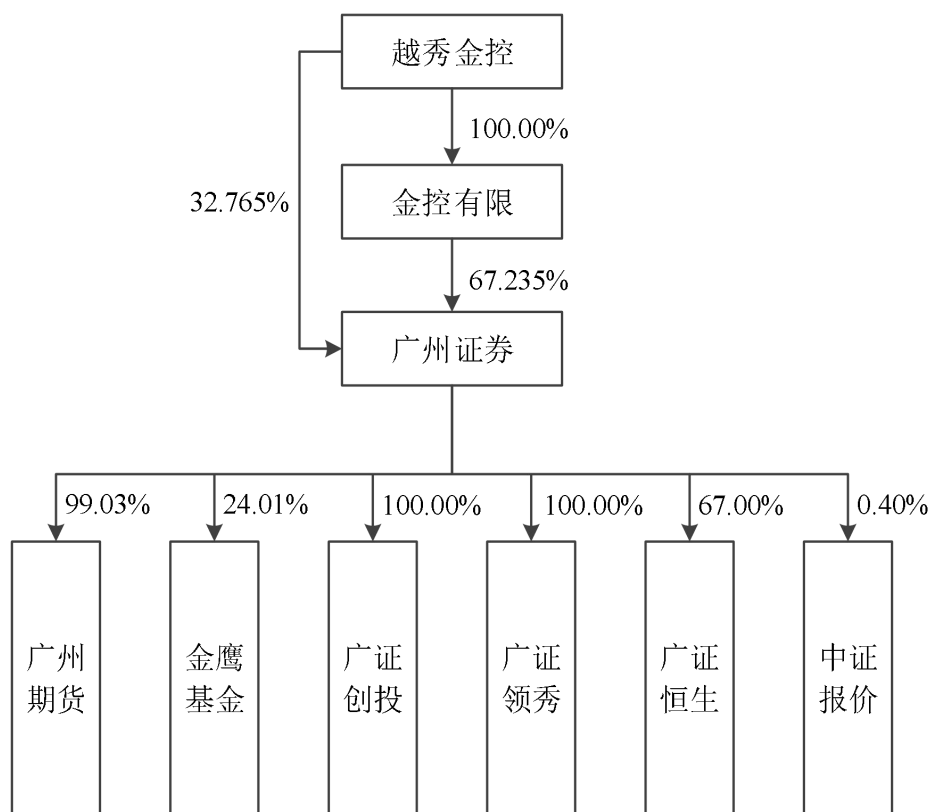 越秀金控
100.00%
32.765%
金控有限
67.235%
广州证券
99.03%
24.01%
100.00%
100.00%
67.00%
0.40%
广州
期货
金鹰
基金
广证
创投
广证
领秀
广证
恒生
中证
报价